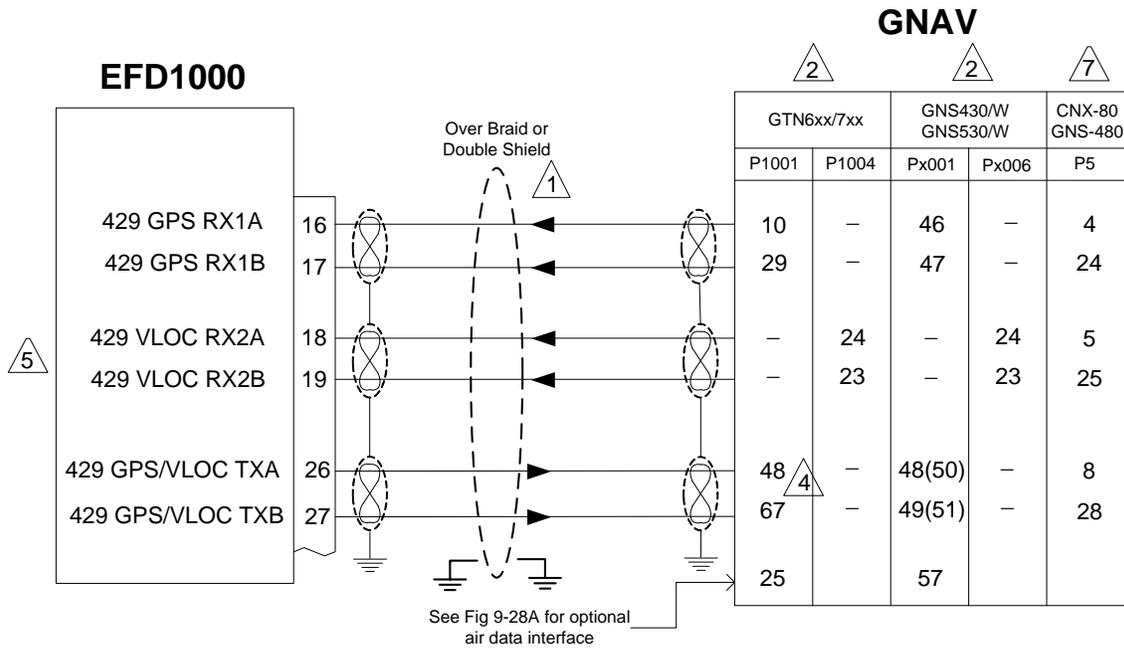 GNAV
EFD1000
2 2 7
GTN6xx/7xx GNS430/W GNS530/W CNX-80 GNS-480
P1001 P1004 Px001 Px006 P5
Over Braid or
Double Shield
1
429 GPS RX1A 16 10 – 46 – 4
429 GPS RX1B 17 29 – 47 – 24
429 VLOC RX2A 18 – 24 – 24 5
5
429 VLOC RX2B 19 – 23 – 23 25
429 GPS/VLOC TXA 26 48 – 48(50) – 8
4
429 GPS/VLOC TXB 27 67 – 49(51) – 28
25 57
See Fig 9-28A for optional
air data interface